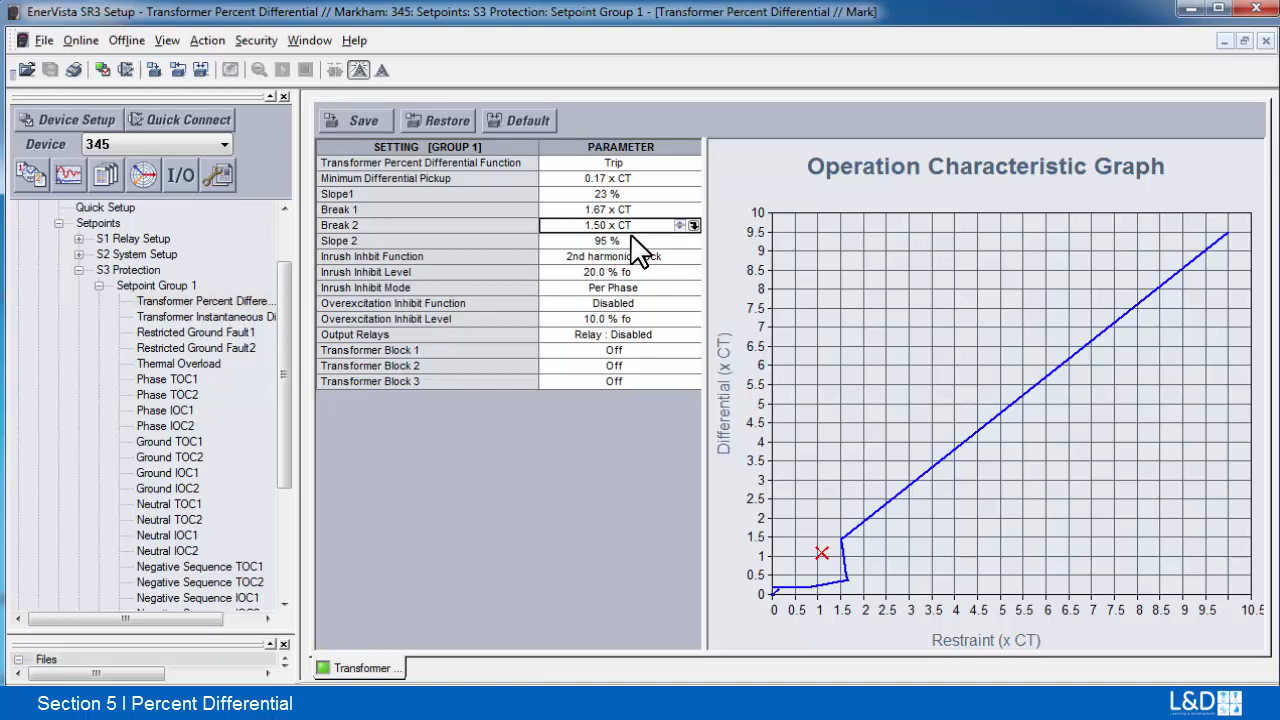 EnerVista SR3 Setup - Transformer Percent Differential // Markham: 345: Setpoints: S3 Protection: Setpoint Group 1 - [Transformer Percent Differential // Mark]
File Online Offline View Action Security Window Help
Device Setup Quick Connect
Device 345
I/O
Quick Setup
Setpoints
S1 Relay Setup
S2 System Setup
S3 Protection
Setpoint Group 1
Transformer Percent Differe...
Transformer Instantaneous Di
Restricted Ground Fault1
Restricted Ground Fault2
Thermal Overload
Phase TOC1
Phase TOC2
Phase IOC1
Phase IOC2
Ground TOC1
Ground TOC2
Ground IOC1
Ground IOC2
Neutral TOC1
Neutral TOC2
Neutral IOC1
Neutral IOC2
Negative Sequence TOC1
Negative Sequence TOC2
Negative Sequence IOC1
Files
Save Restore Default
SETTING [GROUP 1] PARAMETER
Transformer Percent Differential Function Trip
Minimum Differential Pickup 0.17 x CT
Slope1 23 %
Break 1 1.67 x CT
Break 2 1.50 x CT
Slope 2 95 %
Inrush Inhibit Function 2nd harmonic
Inrush Inhibit Level 20.0 % fo
Inrush Inhibit Mode Per Phase
Overexcitation Inhibit Function Disabled
Overexcitation Inhibit Level 10.0 % fo
Output Relays Relay : Disabled
Transformer Block 1 Off
Transformer Block 2 Off
Transformer Block 3 Off
Transformer ...
Operation Characteristic Graph
Differential (x CT)
10
9.5
9
8.5
8
7.5
7
6.5
6
5.5
5
4.5
4
3.5
3
2.5
2
1.5
1
0.5
0
0 0.5 1 1.5 2 2.5 3 3.5 4 4.5 5 5.5 6 6.5 7 7.5 8 8.5 9 9.5 10.5
Restraint (x CT)
Section 5 I Percent Differential
L&D